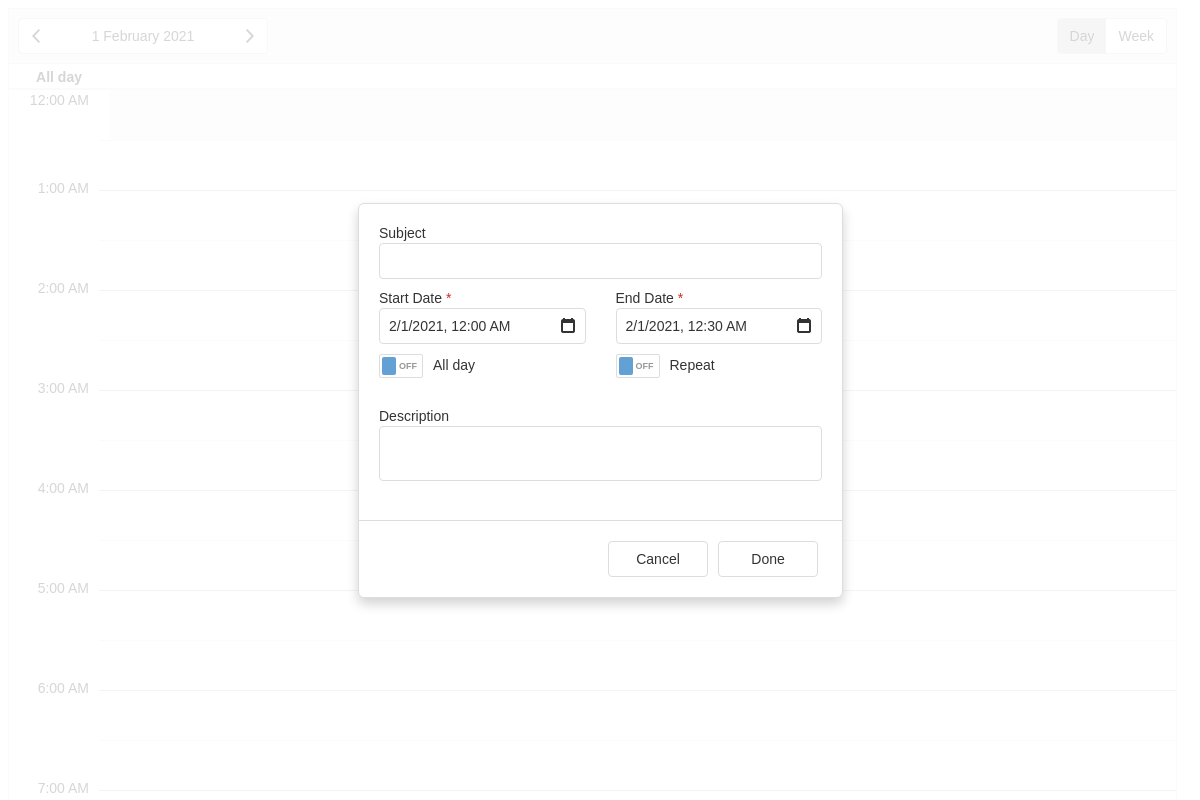 1 February 2021
Day Week
All day
12:00 AM
1:00 AM
Subject
2:00 AM
Start Date * End Date *
2/1/2021, 12:00 AM 2/1/2021, 12:30 AM
OFF All day OFF Repeat
3:00 AM
Description
4:00 AM
Cancel Done
5:00 AM
6:00 AM
7:00 AM